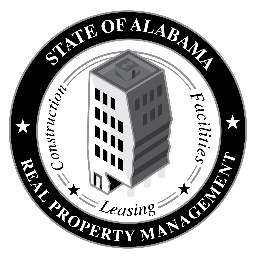 STATE OF ALABAMA
Construction
Facilities
Leasing
REAL PROPERTY MANAGEMENT